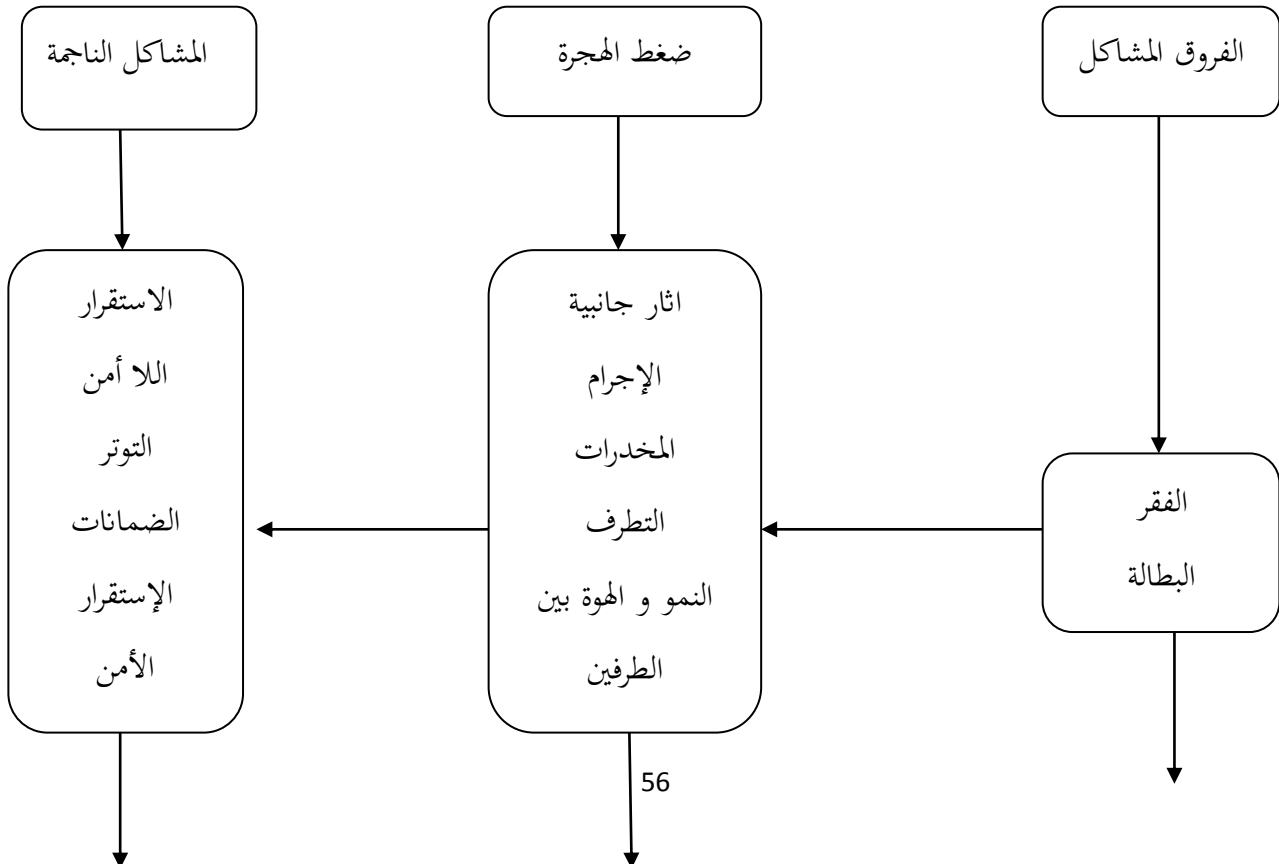 الفروق المشاكل
ضغط الهجرة
المشاكل الناجمة
الفقر
البطالة
اثار جانبية
الإجرام
المخدرات
التطرف
النمو و الهوة بين
الطرفين
الاستقرار
اللا أمن
التوتر
الضمانات
الإستقرار
الأمن
56